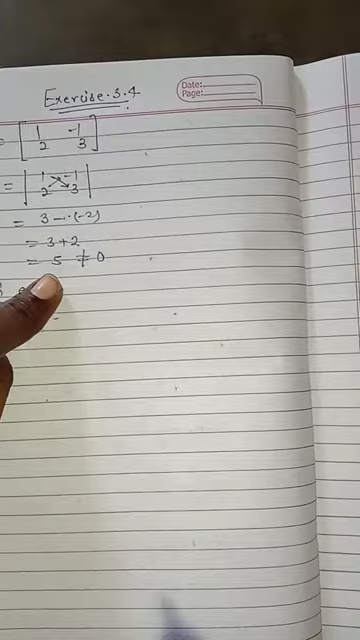 Date:
Page:
Exercise.3.4
= [ 1 -1
2 3 ]
= | 1 -1
2 3 |
= 3 - (-2)
= 3 + 2
= 5 ≠ 0